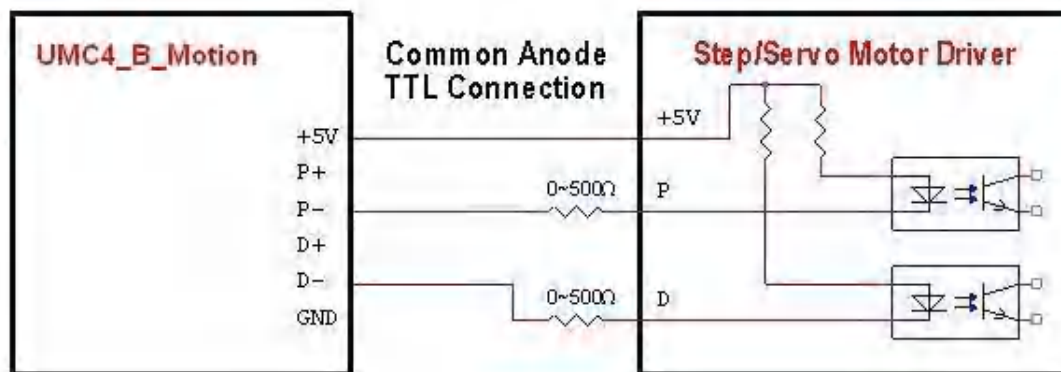 UMC4_B_Motion
Common Anode
TTL Connection
Step/Servo Motor Driver
+5V
P+
P-
D+
D-
GND
0~500Ω
0~500Ω
+5V
P
D